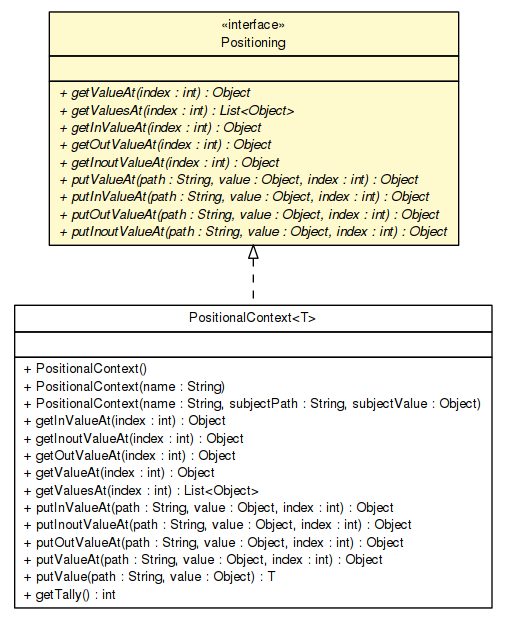 «interface»
Positioning
+ getValueAt(index : int) : Object
+ getValuesAt(index : int) : List<Object>
+ getInValueAt(index : int) : Object
+ getOutValueAt(index : int) : Object
+ getInoutValueAt(index : int) : Object
+ putValueAt(path : String, value : Object, index : int) : Object
+ putInValueAt(path : String, value : Object, index : int) : Object
+ putOutValueAt(path : String, value : Object, index : int) : Object
+ putInoutValueAt(path : String, value : Object, index : int) : Object
PositionalContext<T>
+ PositionalContext()
+ PositionalContext(name : String)
+ PositionalContext(name : String, subjectPath : String, subjectValue : Object)
+ getInValueAt(index : int) : Object
+ getInoutValueAt(index : int) : Object
+ getOutValueAt(index : int) : Object
+ getValueAt(index : int) : Object
+ getValuesAt(index : int) : List<Object>
+ putInValueAt(path : String, value : Object, index : int) : Object
+ putInoutValueAt(path : String, value : Object, index : int) : Object
+ putOutValueAt(path : String, value : Object, index : int) : Object
+ putValueAt(path : String, value : Object, index : int) : Object
+ putValue(path : String, value : Object) : T
+ getTally() : int